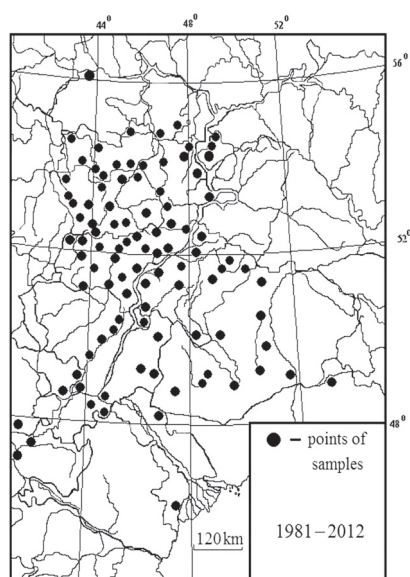 44⁰ 48⁰ 52⁰
56⁰
52⁰
48⁰
● – points of
samples
120 km
1981 – 2012